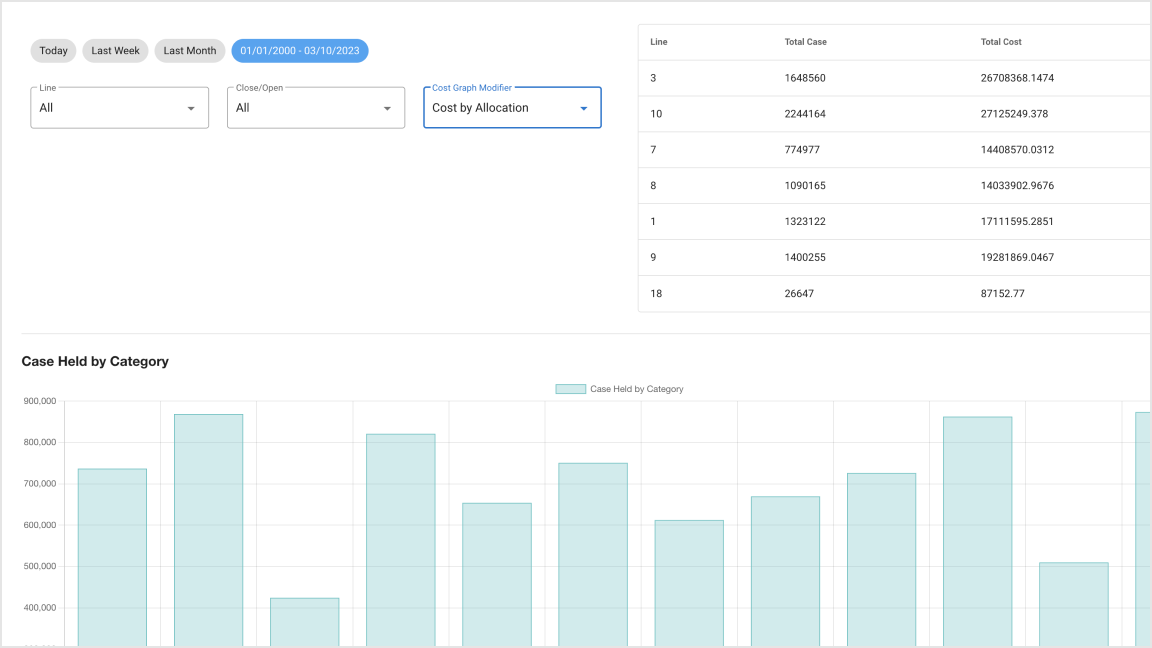 Today Last Week Last Month 01/01/2000 - 03/10/2023
Line Close/Open Cost Graph Modifier
All All Cost by Allocation
Line Total Case Total Cost
3 1648560 26708368.1474
10 2244164 27125249.378
7 774977 14408570.0312
8 1090165 14033902.9676
1 1323122 17111595.2851
9 1400255 19281869.0467
18 26647 87152.77
Case Held by Category
Case Held by Category
900,000
800,000
700,000
600,000
500,000
400,000